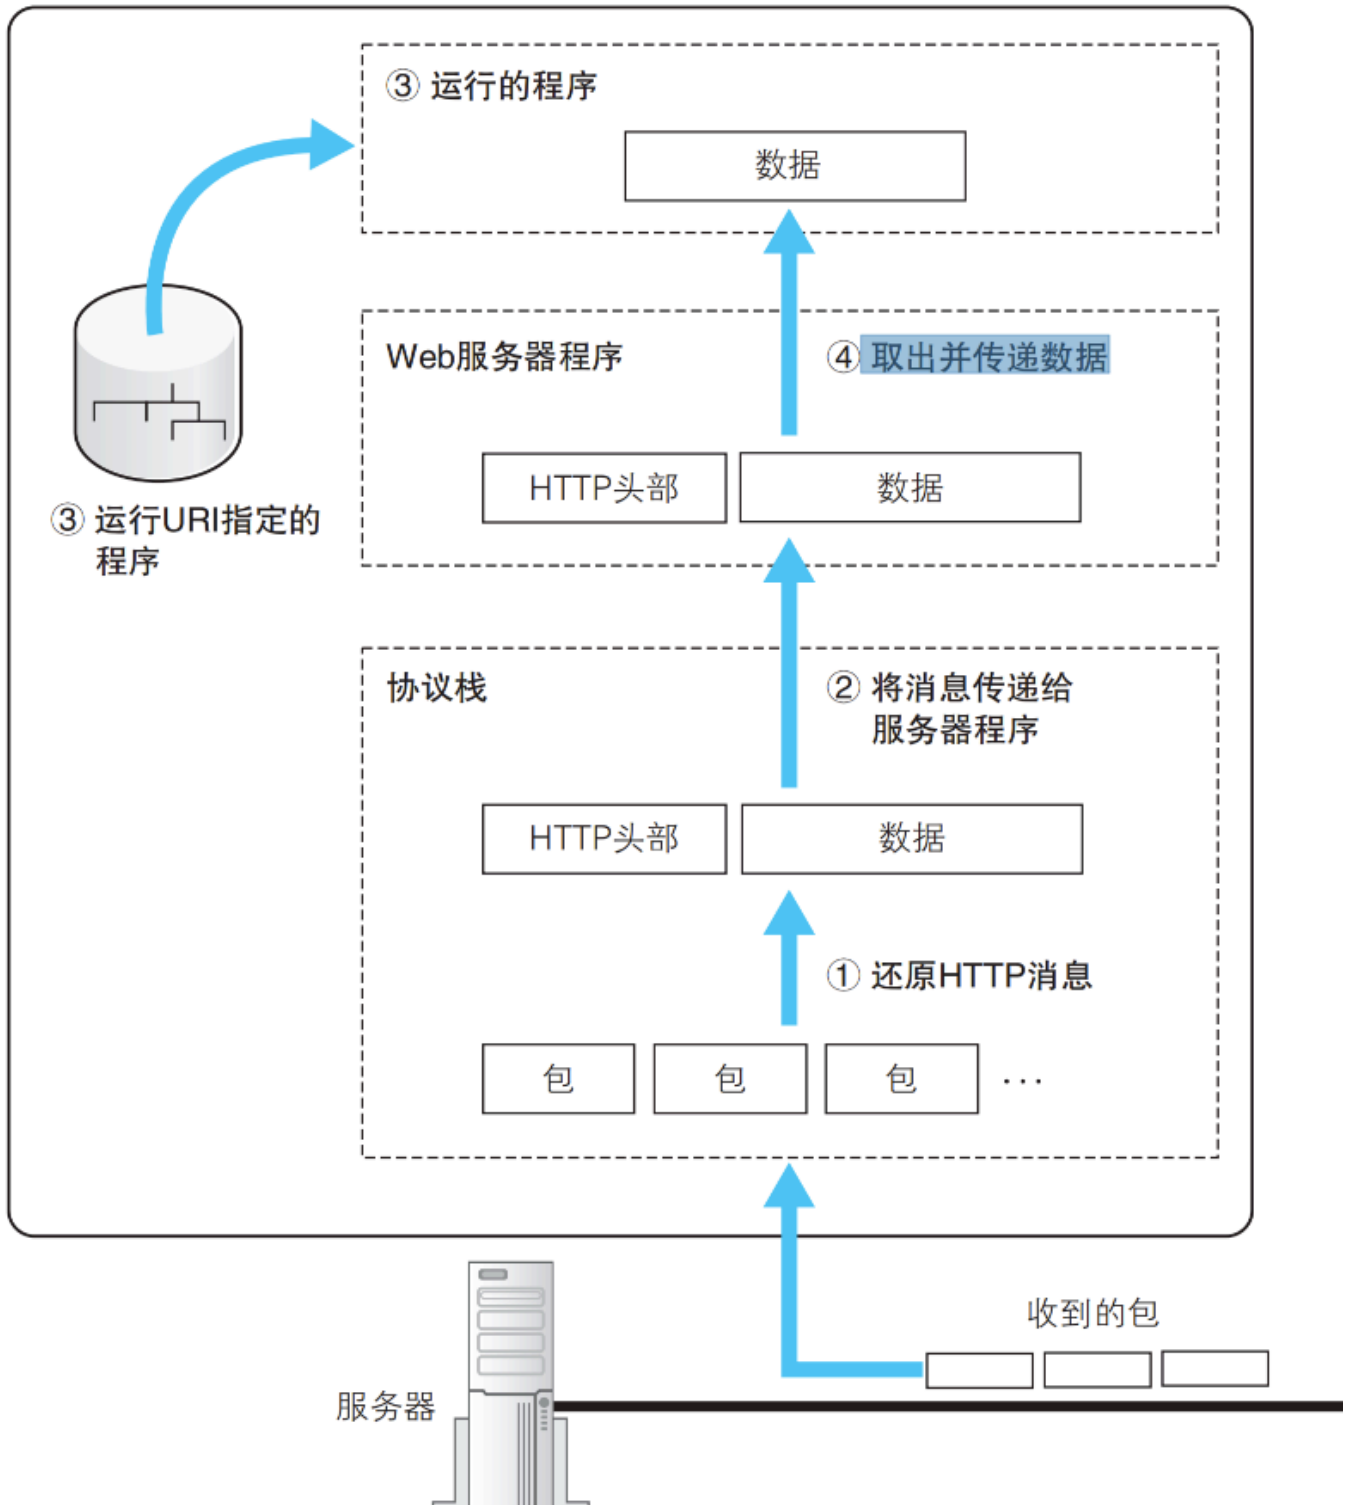 ③ 运行的程序
数据
Web服务器程序
④ 取出并传递数据
HTTP头部
数据
③ 运行URI指定的
程序
协议栈
② 将消息传递给
服务器程序
HTTP头部
数据
① 还原HTTP消息
包
包
包
···
收到的包
服务器